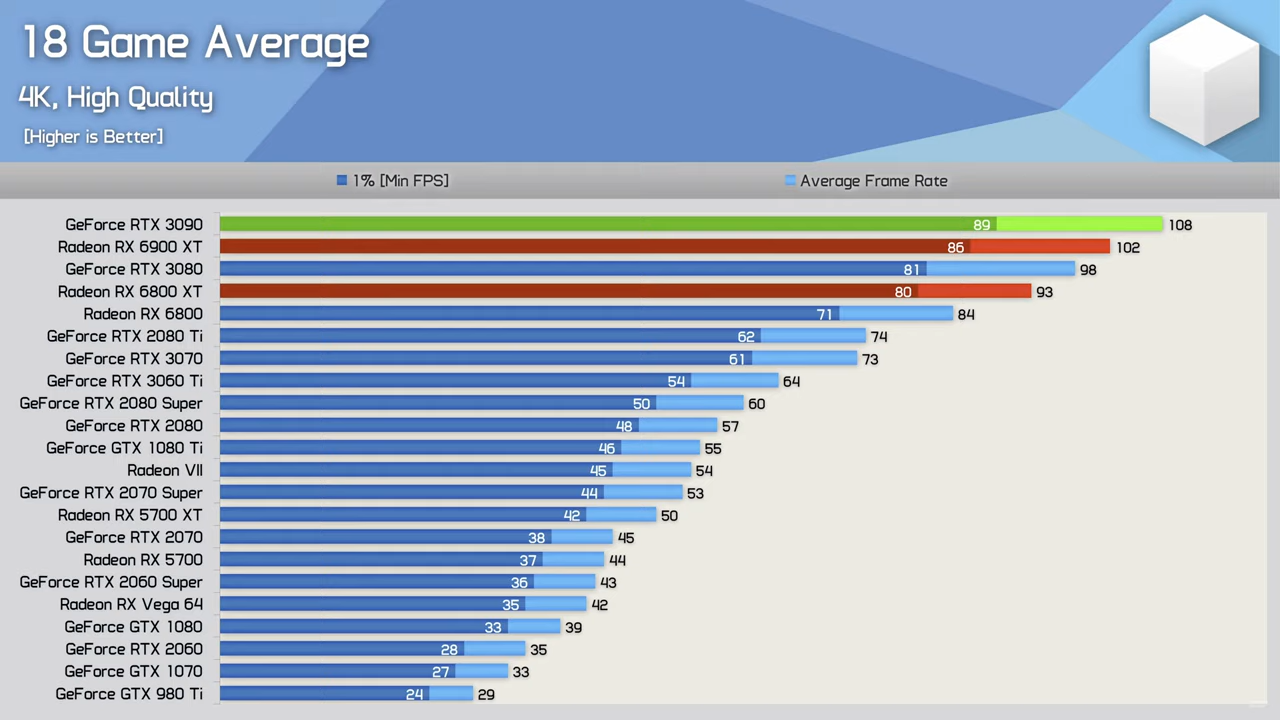 18 Game Average
4K, High Quality
[Higher is Better]
1% [Min FPS] Average Frame Rate
GeForce RTX 3090 89 108
Radeon RX 6900 XT 86 102
GeForce RTX 3080 81 98
Radeon RX 6800 XT 80 93
Radeon RX 6800 71 84
GeForce RTX 2080 Ti 62 74
GeForce RTX 3070 61 73
GeForce RTX 3060 Ti 54 64
GeForce RTX 2080 Super 50 60
GeForce RTX 2080 48 57
GeForce GTX 1080 Ti 46 55
Radeon VII 45 54
GeForce RTX 2070 Super 44 53
Radeon RX 5700 XT 42 50
GeForce RTX 2070 38 45
Radeon RX 5700 37 44
GeForce RTX 2060 Super 36 43
Radeon RX Vega 64 35 42
GeForce GTX 1080 33 39
GeForce RTX 2060 28 35
GeForce GTX 1070 27 33
GeForce GTX 980 Ti 24 29